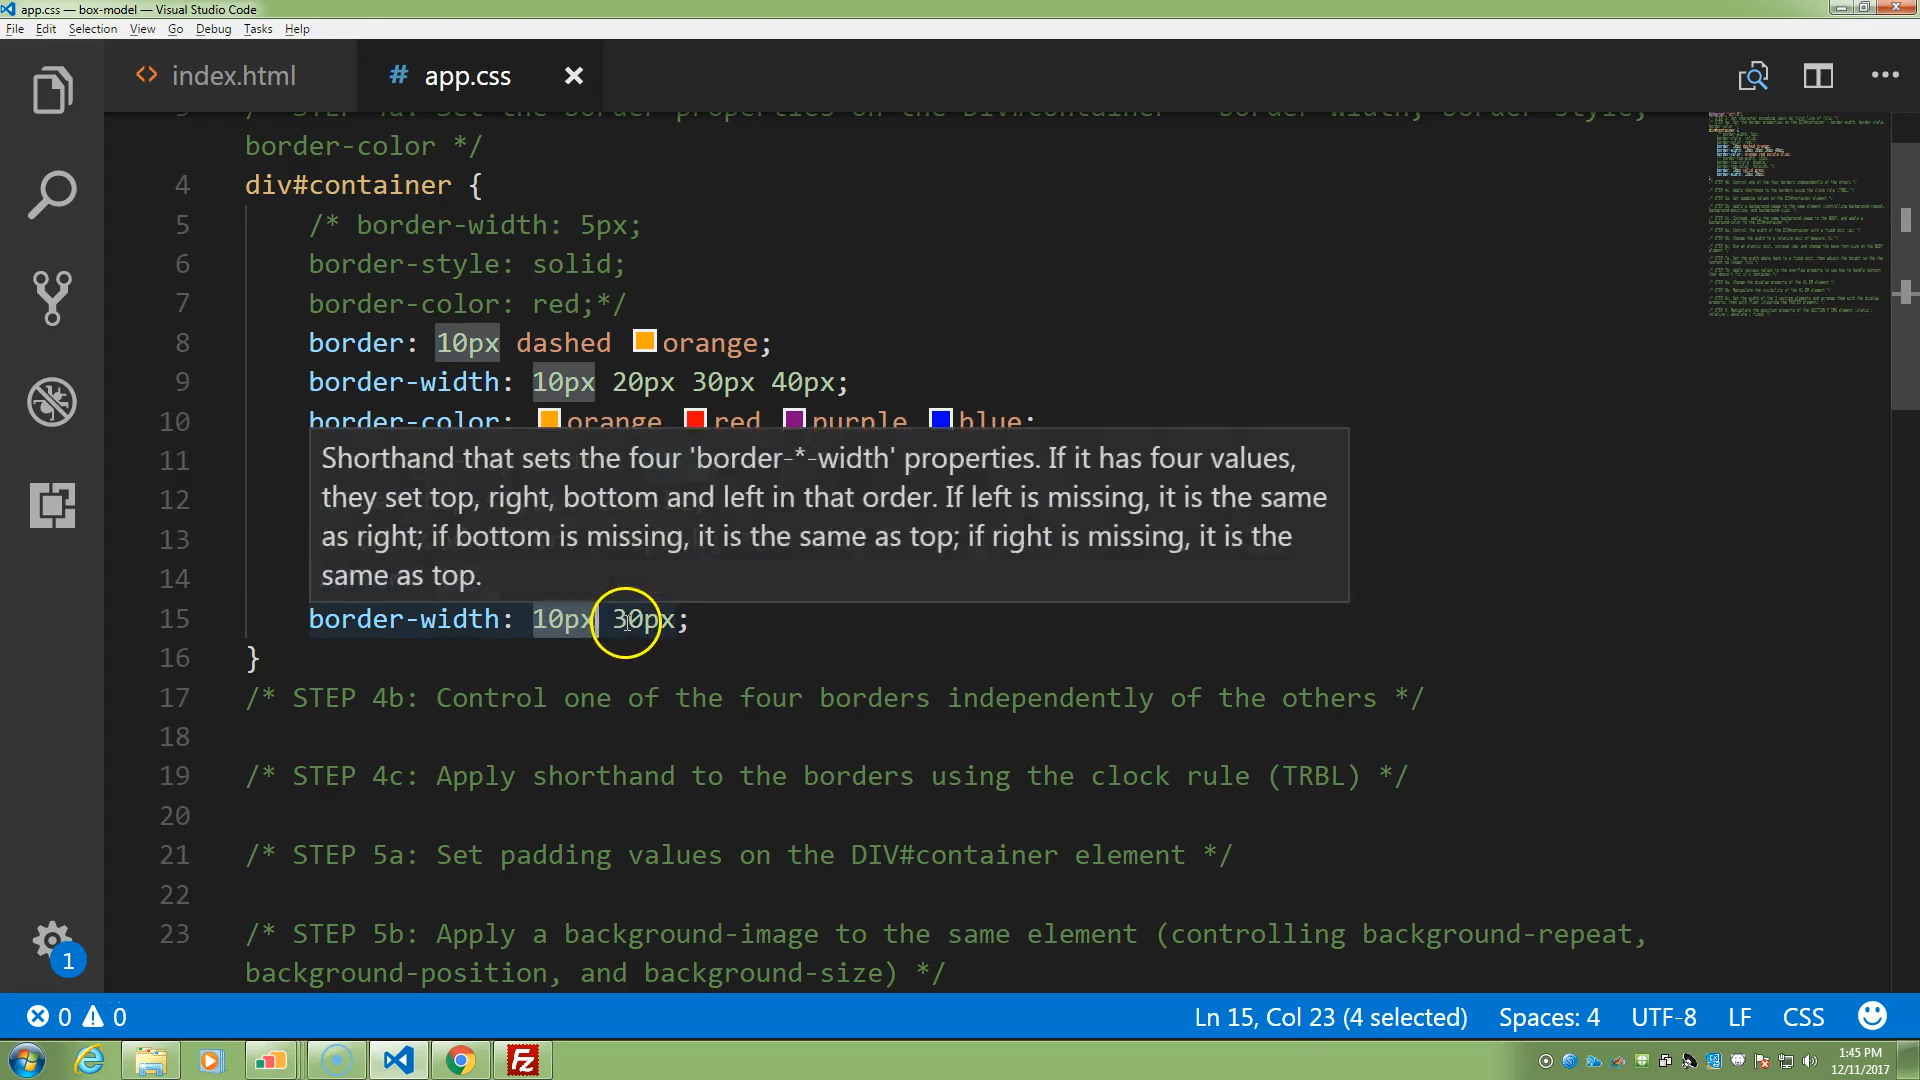 app.css — box-model — Visual Studio Code
File Edit Selection View Go Debug Tasks Help
index.html
# app.css
border-color */
4 div#container {
5 /* border-width: 5px;
6 border-style: solid;
7 border-color: red;*/
8 border: 10px dashed orange;
9 border-width: 10px 20px 30px 40px;
10 border-color: orange red purple blue;
11
12
13
14
Shorthand that sets the four 'border-*-width' properties. If it has four values,
they set top, right, bottom and left in that order. If left is missing, it is the same
as right; if bottom is missing, it is the same as top; if right is missing, it is the
same as top.
15 border-width: 10px 30px;
16 }
17 /* STEP 4b: Control one of the four borders independently of the others */
18
19 /* STEP 4c: Apply shorthand to the borders using the clock rule (TRBL) */
20
21 /* STEP 5a: Set padding values on the DIV#container element */
22
23 /* STEP 5b: Apply a background-image to the same element (controlling background-repeat,
background-position, and background-size) */
1
0 0
Ln 15, Col 23 (4 selected) Spaces: 4 UTF-8 LF CSS
Fz
1:45 PM
12/11/2017